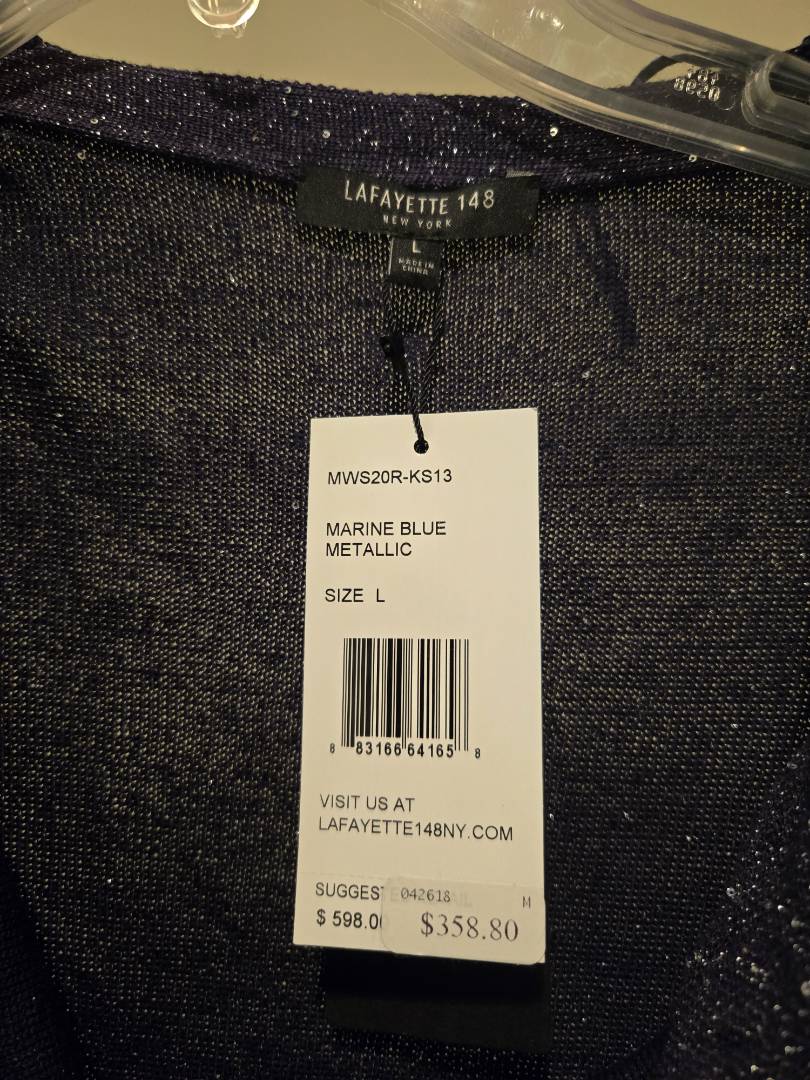 LAFAYETTE 148
NEW YORK
L
MADE IN
CHINA
MWS20R-KS13
MARINE BLUE
METALLIC
SIZE L
8 83166 64165 8
VISIT US AT
LAFAYETTE148NY.COM
SUGGEST
042618 M
$ 598.00
$358.80